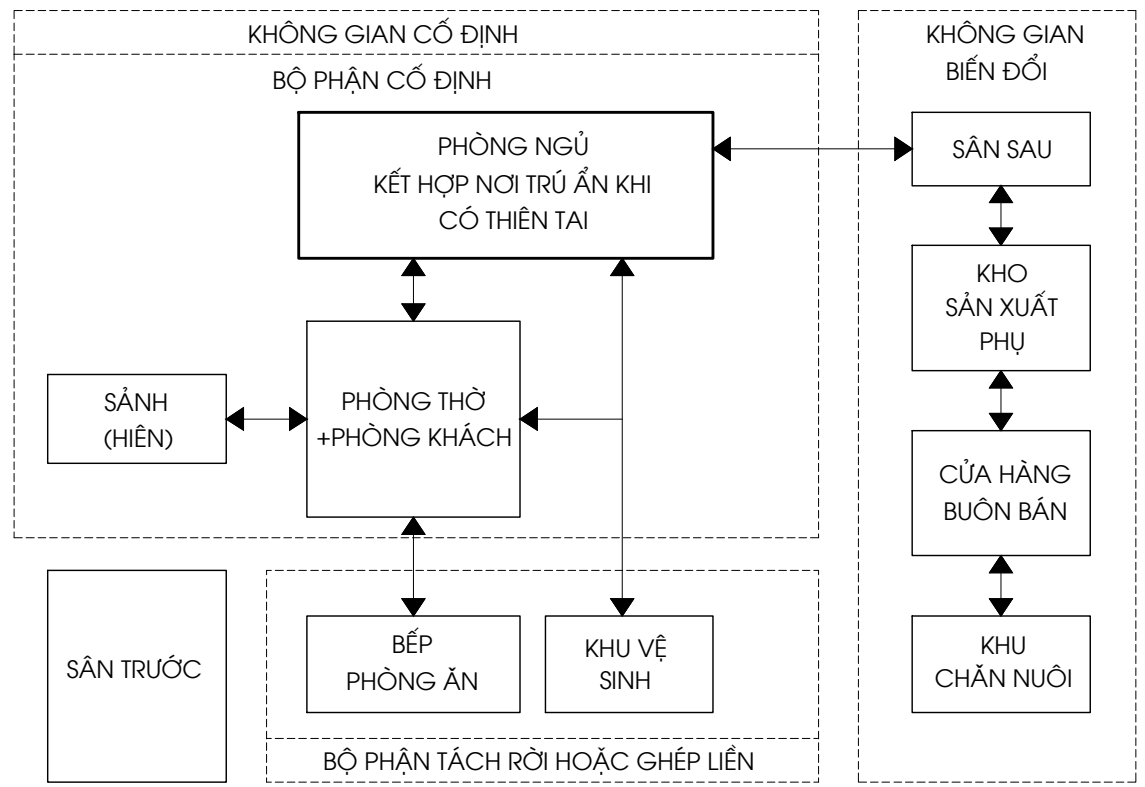 KHÔNG GIAN CỐ ĐỊNH
BỘ PHẬN CỐ ĐỊNH
PHÒNG NGỦ
KẾT HỢP NƠI TRÚ ẨN KHI
CÓ THIÊN TAI
SẢNH
(HIÊN)
PHÒNG THỜ
+PHÒNG KHÁCH
SÂN TRƯỚC
BẾP
PHÒNG ĂN
KHU VỆ
SINH
BỘ PHẬN TÁCH RỜI HOẶC GHÉP LIỀN
KHÔNG GIAN
BIẾN ĐỔI
SÂN SAU
KHO
SẢN XUẤT
PHỤ
CỬA HÀNG
BUÔN BÁN
KHU
CHĂN NUÔI